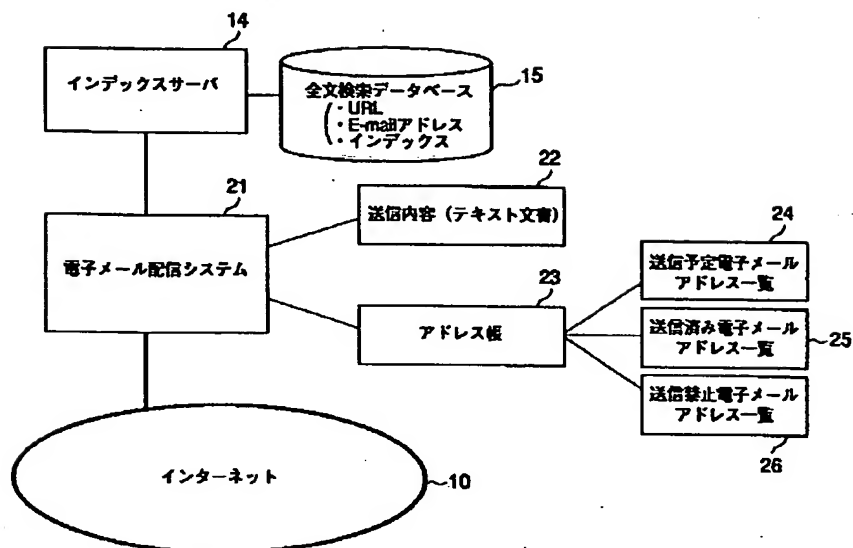 14
インデックスサーバ
15
全文検索データベース
・URL
・E-mailアドレス
・インデックス
21
電子メール配信システム
22
送信内容（テキスト文書）
23
アドレス帳
24
送信予定電子メール
アドレス一覧
送信済み電子メール
アドレス一覧
25
送信禁止電子メール
アドレス一覧
26
インターネット
10